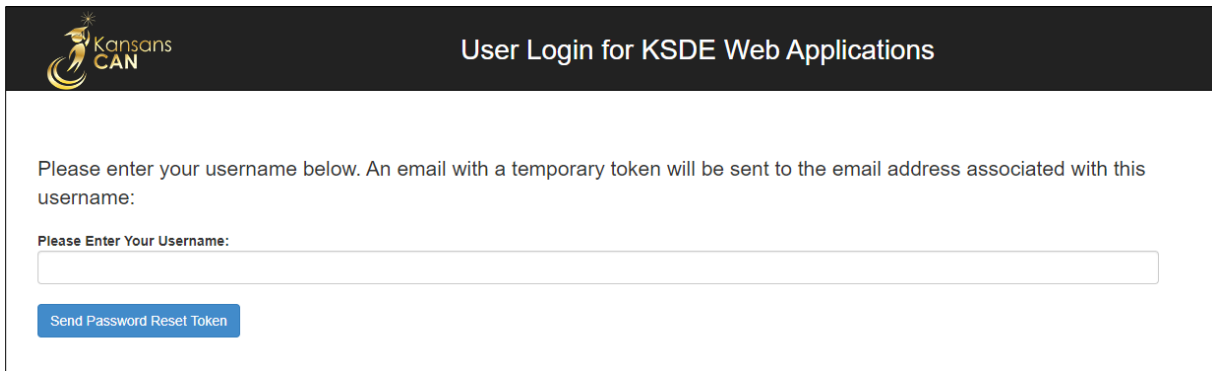 Kansans
CAN
User Login for KSDE Web Applications
Please enter your username below. An email with a temporary token will be sent to the email address associated with this
username:
Please Enter Your Username:
Send Password Reset Token